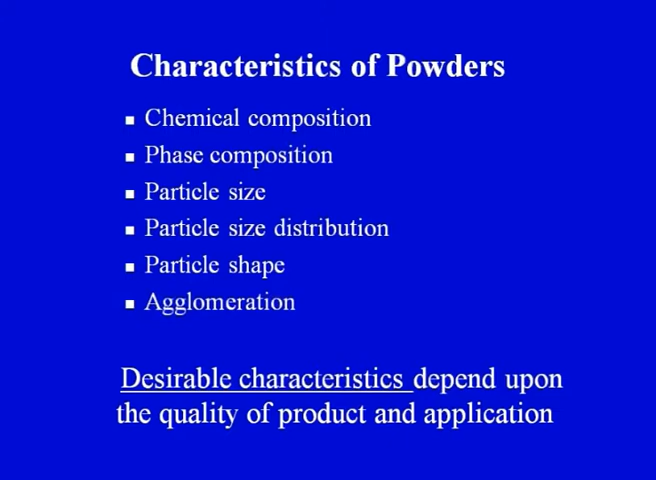 Characteristics of Powders
▪ Chemical composition
▪ Phase composition
▪ Particle size
▪ Particle size distribution
▪ Particle shape
▪ Agglomeration
Desirable characteristics depend upon
the quality of product and application